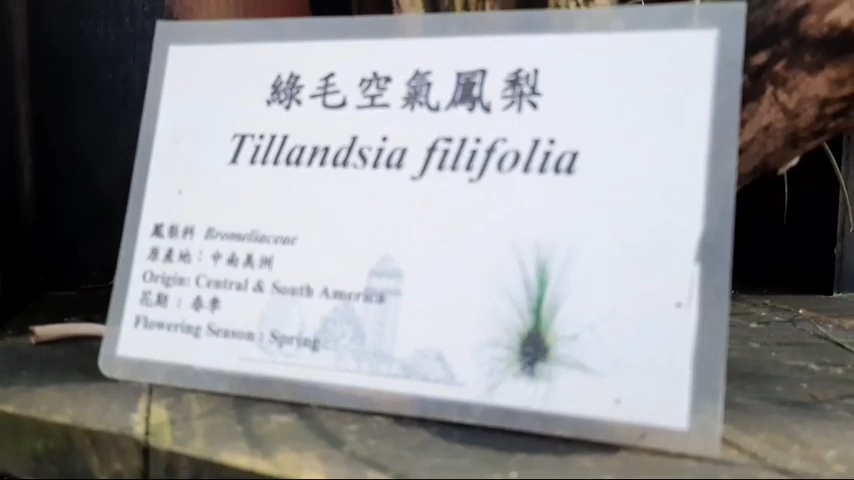 綠毛空氣鳳梨
Tillandsia filifolia
鳳梨科 Bromeliaceae
原產地：中南美洲
Origin: Central & South America
花期：春季
Flowering Season : Spring